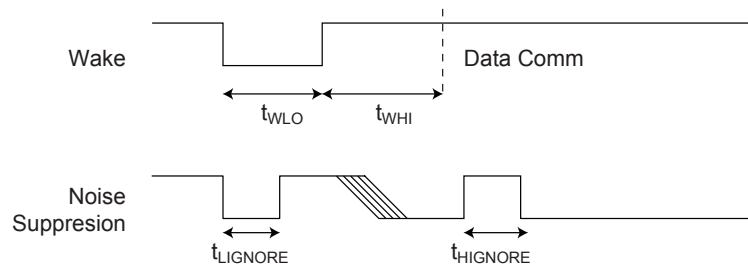 Wake
Data Comm
tWLO
tWHI
Noise
Suppresion
tLIGNORE
tHIGNORE